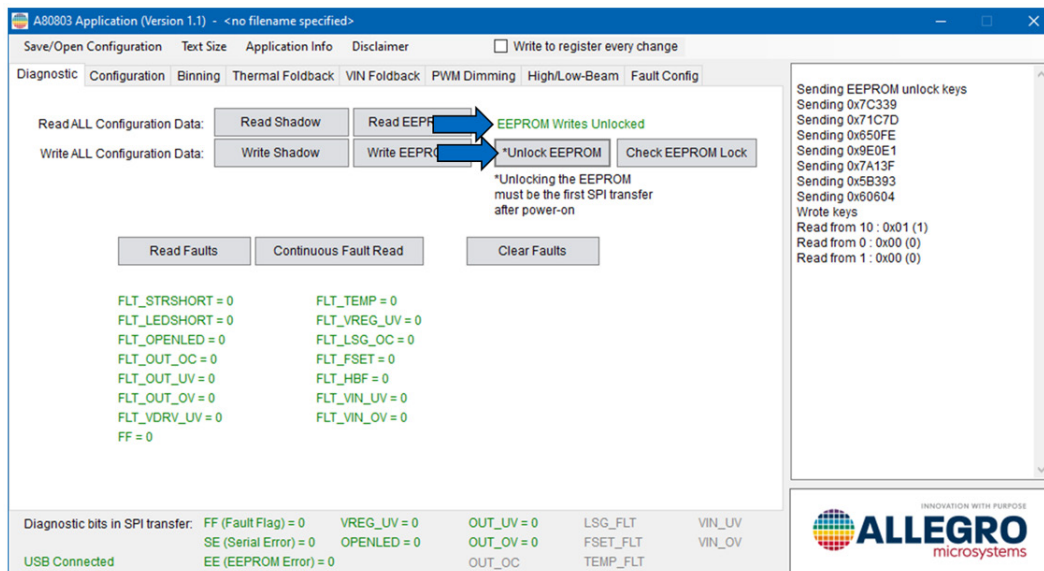 A80803 Application (Version 1.1) - <no filename specified>
Save/Open Configuration Text Size Application Info Disclaimer Write to register every change
Diagnostic Configuration Binning Thermal Foldback VIN Foldback PWM Dimming High/Low-Beam Fault Config
Read ALL Configuration Data: Read Shadow Read EEPR EEPROM Writes Unlocked
Write ALL Configuration Data: Write Shadow Write EEPRO *Unlock EEPROM Check EEPROM Lock
*Unlocking the EEPROM
must be the first SPI transfer
after power-on
Read Faults Continuous Fault Read Clear Faults
FLT_STRSHORT = 0 FLT_TEMP = 0
FLT_LEDSHORT = 0 FLT_VREG_UV = 0
FLT_OPENLED = 0 FLT_LSG_OC = 0
FLT_OUT_OC = 0 FLT_FSET = 0
FLT_OUT_UV = 0 FLT_HBF = 0
FLT_OUT_OV = 0 FLT_VIN_UV = 0
FLT_VDRV_UV = 0 FLT_VIN_OV = 0
FF = 0
Sending EEPROM unlock keys
Sending 0x7C339
Sending 0x71C7D
Sending 0x650FE
Sending 0x9E0E1
Sending 0x7A13F
Sending 0x5B393
Sending 0x60604
Wrote keys
Read from 10 : 0x01 (1)
Read from 0 : 0x00 (0)
Read from 1 : 0x00 (0)
Diagnostic bits in SPI transfer: FF (Fault Flag) = 0 VREG_UV = 0 OUT_UV = 0 LSG_FLT VIN_UV
SE (Serial Error) = 0 OPENLED = 0 OUT_OV = 0 FSET_FLT VIN_OV
USB Connected EE (EEPROM Error) = 0 OUT_OC TEMP_FLT
INNOVATION WITH PURPOSE
ALLEGRO
microsystems